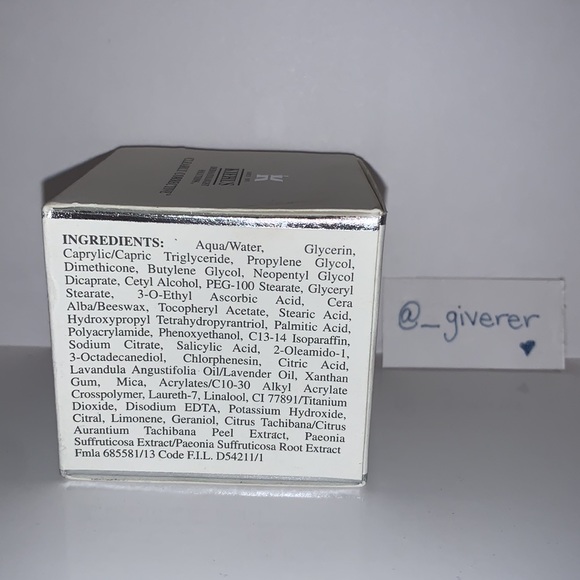 KIEHL'S
CLEARLY CORRECTIVE™
INGREDIENTS: Aqua/Water, Glycerin,
Caprylic/Capric Triglyceride, Propylene Glycol,
Dimethicone, Butylene Glycol, Neopentyl Glycol
Dicaprate, Cetyl Alcohol, PEG-100 Stearate, Glyceryl
Stearate, 3-O-Ethyl Ascorbic Acid, Cera
Alba/Beeswax, Tocopheryl Acetate, Stearic Acid,
Hydroxypropyl Tetrahydropyrantriol, Palmitic Acid,
Polyacrylamide, Phenoxyethanol, C13-14 Isoparaffin,
Sodium Citrate, Salicylic Acid, 2-Oleamido-1,
3-Octadecanediol, Chlorphenesin, Citric Acid,
Lavandula Angustifolia Oil/Lavender Oil, Xanthan
Gum, Mica, Acrylates/C10-30 Alkyl Acrylate
Crosspolymer, Laureth-7, Linalool, CI 77891/Titanium
Dioxide, Disodium EDTA, Potassium Hydroxide,
Citral, Limonene, Geraniol, Citrus Tachibana/Citrus
Aurantium Tachibana Peel Extract, Paeonia
Suffruticosa Extract/Paeonia Suffruticosa Root Extract
Fmla 685581/13 Code F.I.L. D54211/1
@_giverer